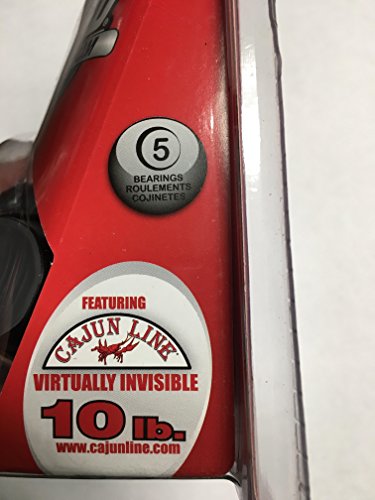 5
BEARINGS
ROULEMENTS
COJINETES
FEATURING
CAJUN LINE
VIRTUALLY INVISIBLE
10 lb.
www.cajunline.com